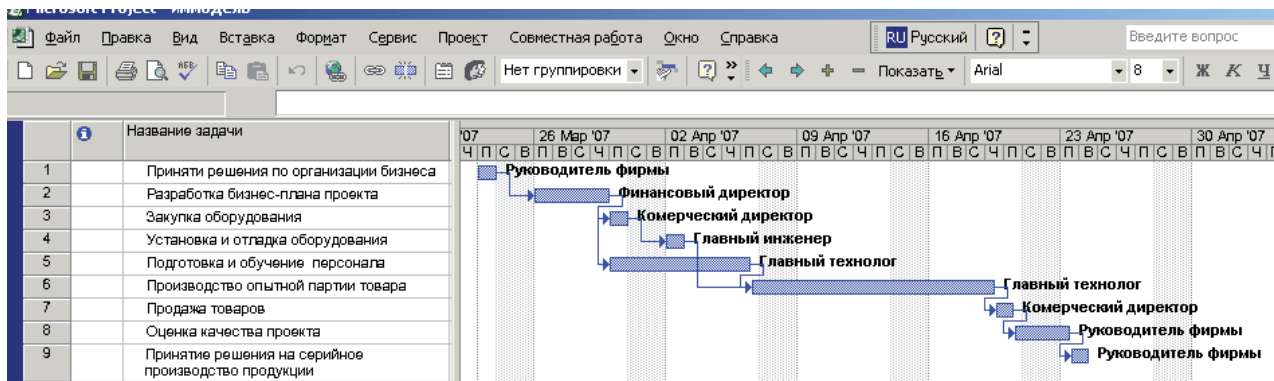 Microsoft Project - иммодель
Файл Правка Вид Вставка Формат Сервис Проект Совместная работа Окно Справка RU Русский Введите вопрос
Нет группировки Показать Arial 8 Ж К Ч
Название задачи '07 26 Мар '07 02 Апр '07 09 Апр '07 16 Апр '07 23 Апр '07 30 Апр '07
Ч П С В П В С Ч П С В П В С Ч П С В П В С Ч П С В П В С Ч П С В П В С Ч П С В П В С Ч
1 Приняти решения по организации бизнеса Руководитель фирмы
2 Разработка бизнес-плана проекта Финансовый директор
3 Закупка оборудования Комерческий директор
4 Установка и отладка оборудования Главный инженер
5 Подготовка и обучение персонала Главный технолог
6 Производство опытной партии товара Главный технолог
7 Продажа товаров Комерческий директор
8 Оценка качества проекта Руководитель фирмы
9 Принятие решения на серийное
производство продукции Руководитель фирмы